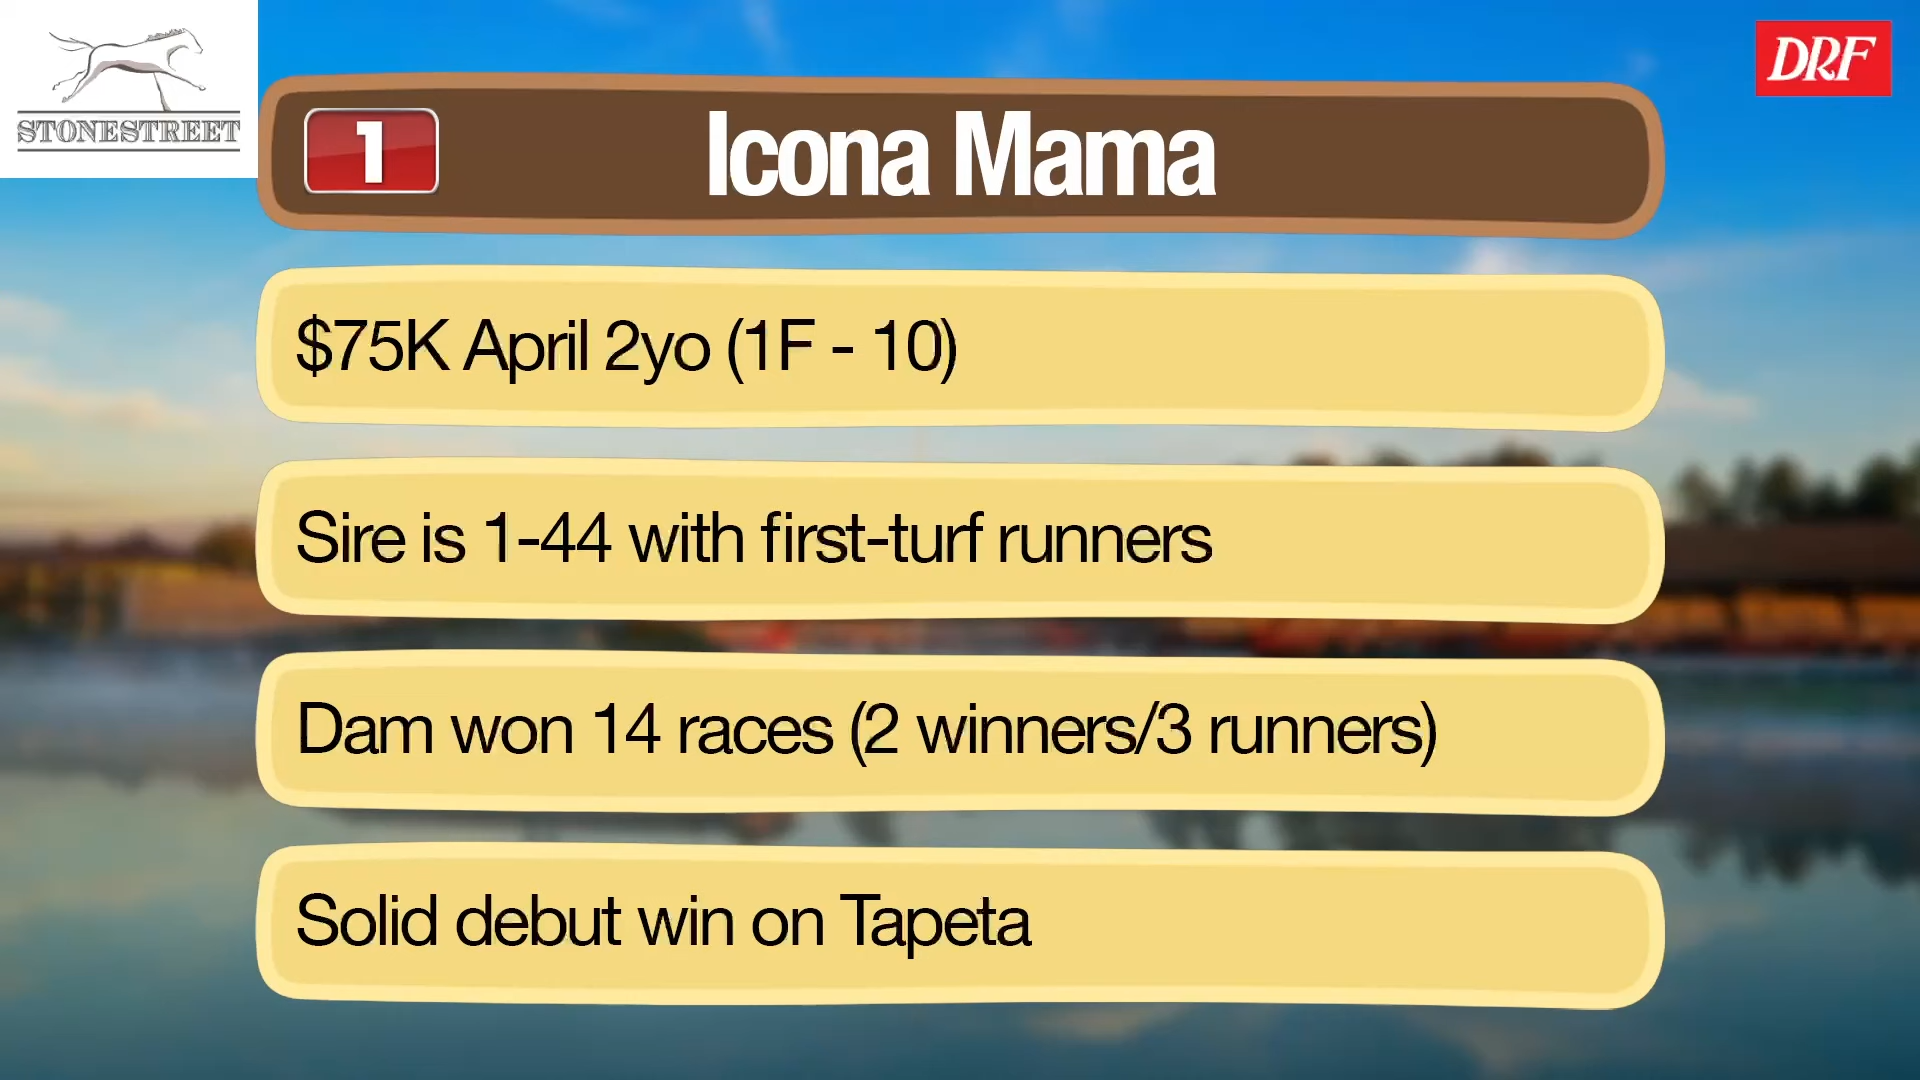 STONESTREET
DRF
1 Icona Mama
$75K April 2yo (1F - 10)
Sire is 1-44 with first-turf runners
Dam won 14 races (2 winners/3 runners)
Solid debut win on Tapeta